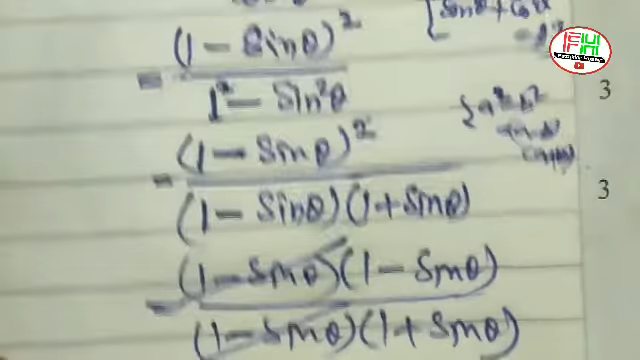 = (1 - Sinθ)²
1² - Sin²θ
= (1 - Sinθ)²
(1 - Sinθ)(1 + Sinθ)
= (1 - Sinθ)(1 - Sinθ)
(1 - Sinθ)(1 + Sinθ)
3
3